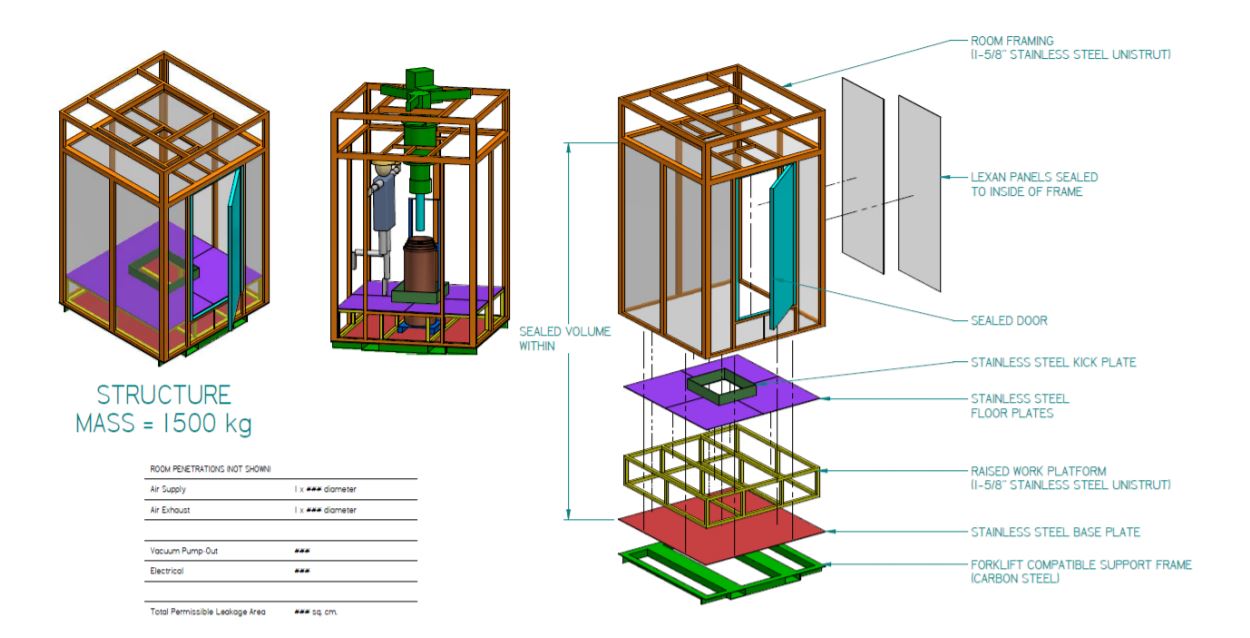 ROOM FRAMING
(1-5/8" STAINLESS STEEL UNISTRUT)
LEXAN PANELS SEALED
TO INSIDE OF FRAME
SEALED DOOR
SEALED VOLUME
WITHIN
STAINLESS STEEL KICK PLATE
STAINLESS STEEL
FLOOR PLATES
RAISED WORK PLATFORM
(1-5/8" STAINLESS STEEL UNISTRUT)
STAINLESS STEEL BASE PLATE
FORKLIFT COMPATIBLE SUPPORT FRAME
(CARBON STEEL)
STRUCTURE
MASS = 1500 kg
ROOM PENETRATIONS (NOT SHOWN)
Air Supply 1 x ### diameter
Air Exhaust 1 x ### diameter
Vacuum Pump-Out ###
Electrical ###
Total Permissible Leakage Area ### sq. cm.